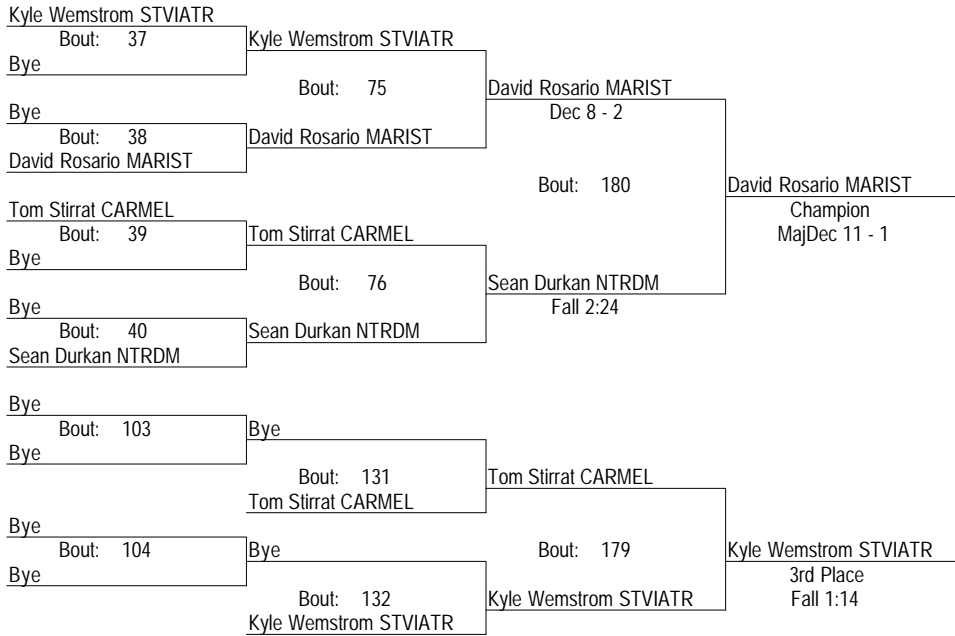 Kyle Wemstrom STVIATR
Bout: 37
Kyle Wemstrom STVIATR
Bye
Bout: 75
David Rosario MARIST
Bye
Dec 8 - 2
Bout: 38
David Rosario MARIST
David Rosario MARIST
Bout: 180
David Rosario MARIST
Tom Stirrat CARMEL
Champion
Bout: 39
Tom Stirrat CARMEL
MajDec 11 - 1
Bye
Bout: 76
Sean Durkan NTRDM
Bye
Fall 2:24
Bout: 40
Sean Durkan NTRDM
Sean Durkan NTRDM
Bye
Bout: 103
Bye
Bye
Bout: 131
Tom Stirrat CARMEL
Tom Stirrat CARMEL
Bye
Bout: 104
Bye
Bout: 179
Kyle Wemstrom STVIATR
Bye
3rd Place
Bout: 132
Kyle Wemstrom STVIATR
Fall 1:14
Kyle Wemstrom STVIATR